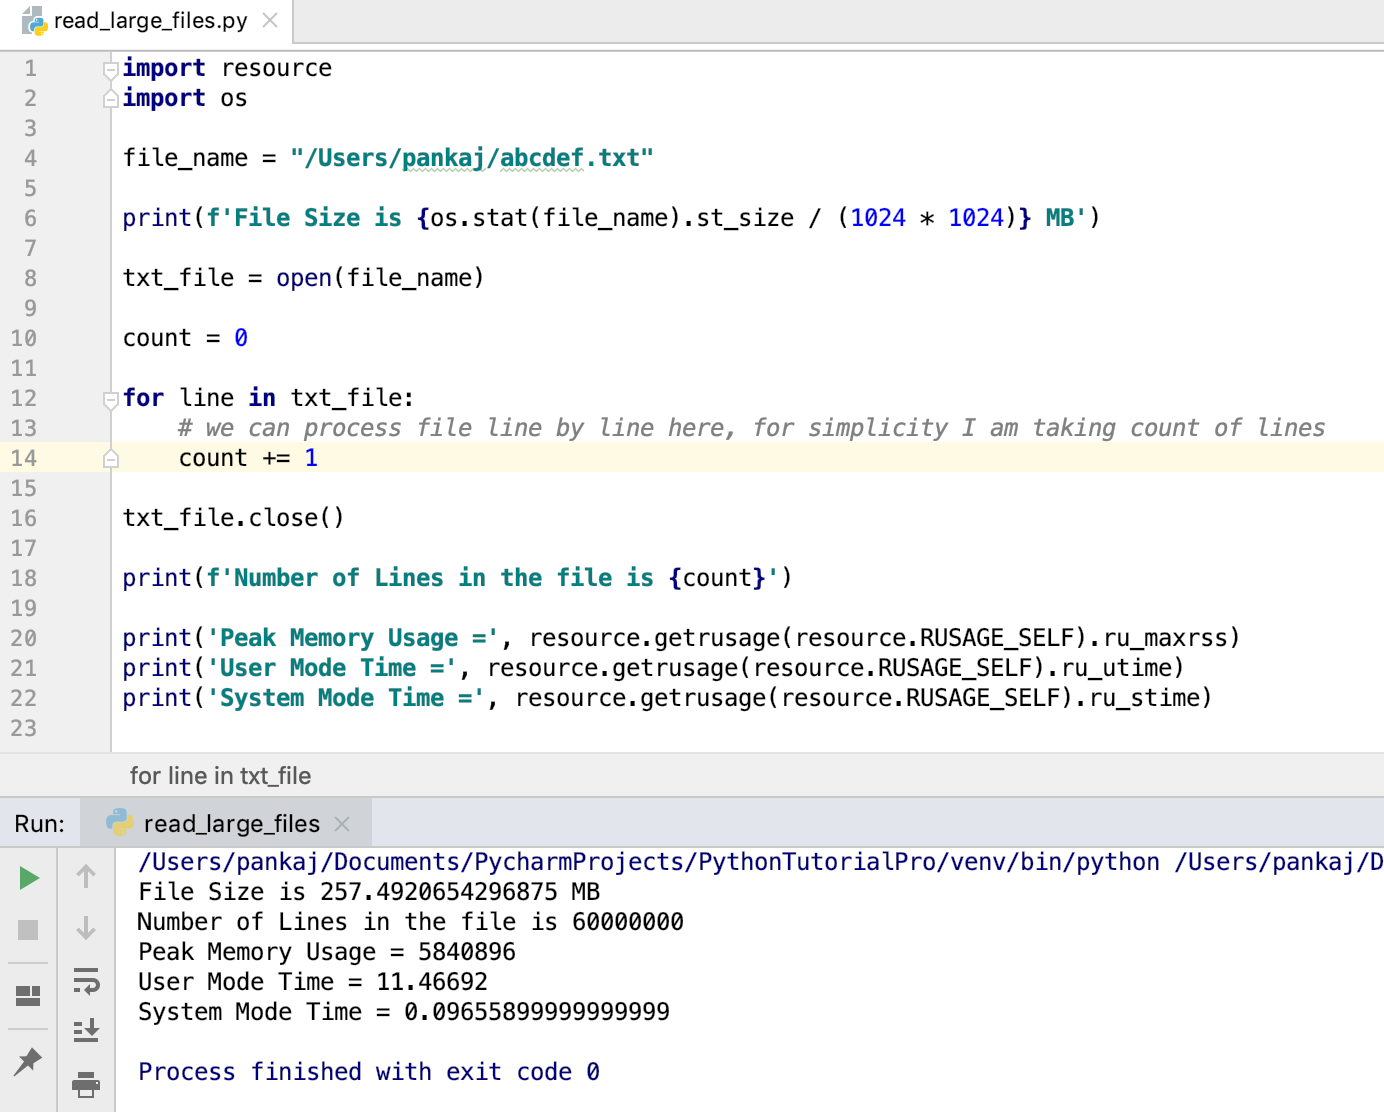 read_large_files.py
1 import resource
2 import os
3
4 file_name = "/Users/pankaj/abcdef.txt"
5
6 print(f'File Size is {os.stat(file_name).st_size / (1024 * 1024)} MB')
7
8 txt_file = open(file_name)
9
10 count = 0
11
12 for line in txt_file:
13     # we can process file line by line here, for simplicity I am taking count of lines
14     count += 1
15
16 txt_file.close()
17
18 print(f'Number of Lines in the file is {count}')
19
20 print('Peak Memory Usage =', resource.getrusage(resource.RUSAGE_SELF).ru_maxrss)
21 print('User Mode Time =', resource.getrusage(resource.RUSAGE_SELF).ru_utime)
22 print('System Mode Time =', resource.getrusage(resource.RUSAGE_SELF).ru_stime)
23
for line in txt_file
Run: read_large_files
/Users/pankaj/Documents/PycharmProjects/PythonTutorialPro/venv/bin/python /Users/pankaj/D
File Size is 257.4920654296875 MB
Number of Lines in the file is 60000000
Peak Memory Usage = 5840896
User Mode Time = 11.46692
System Mode Time = 0.09655899999999999
Process finished with exit code 0